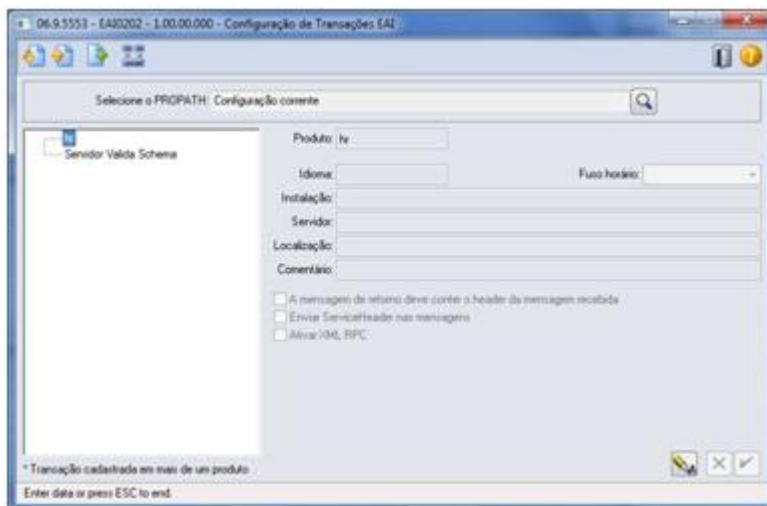 06.9.5553 - EAI0202 - 1.00.00.000 - Configuração de Transações EAI
Selecione o PROPATH: Configuração corrente
hr
Servidor Valida Schema
Produto: hr
Idioma: Fuso horário:
Instalação:
Servidor:
Localização:
Comentário:
A mensagem de retorno deve conter o header da mensagem recebida
Enviar ServiceHeader nas mensagens
Ativar XML RPC
* Transação cadastrada em mais de um produto
Enter data or press ESC to end.